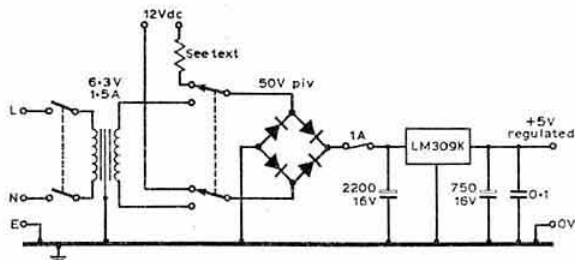 12Vdc
See text
6·3V
1·5A
50V piv
L
1A
LM309K
+5V
regulated
N
2200
16V
750
16V
0·1
E
0V